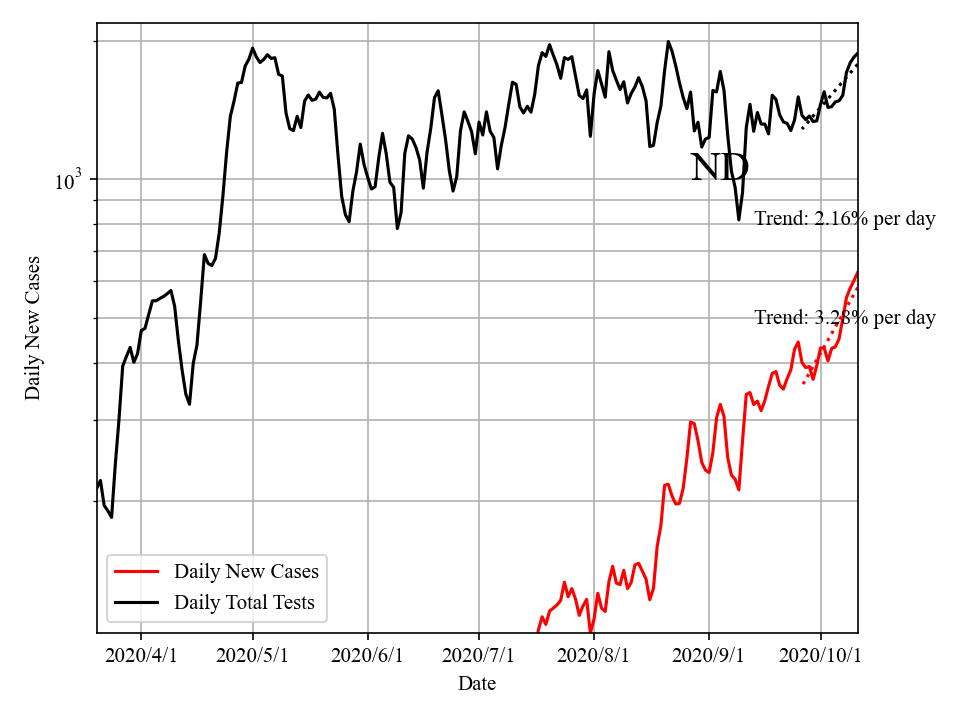 10^3
ND
Trend: 2.16% per day
Trend: 3.28% per day
Daily New Cases
Daily New Cases
Daily Total Tests
2020/4/1 2020/5/1 2020/6/1 2020/7/1 2020/8/1 2020/9/1 2020/10/1
Date